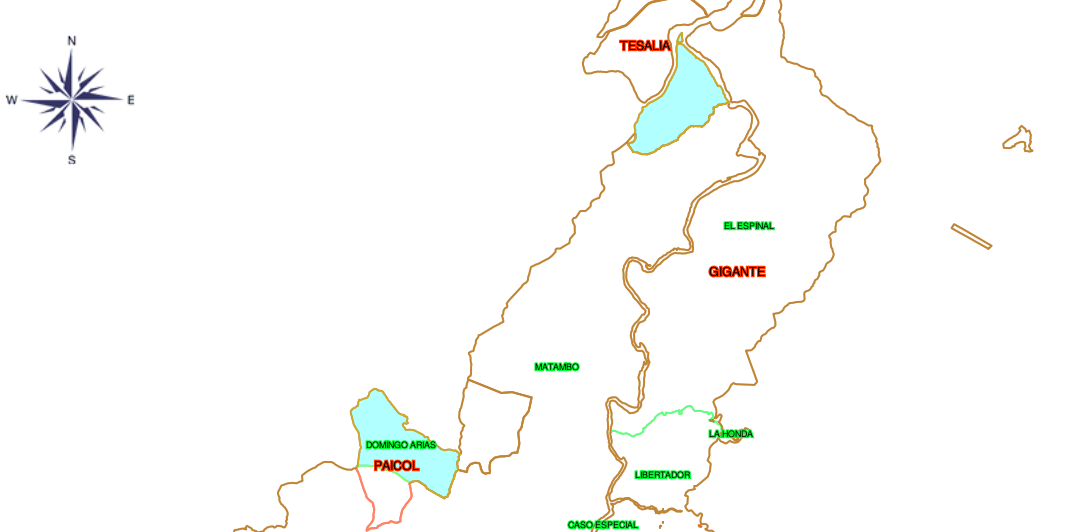 N
TESALIA
W E
S
EL ESPINAL
GIGANTE
MATAMBO
LA HONDA
DOMINGO ARIAS
PAICOL
LIBERTADOR
CASO ESPECIAL